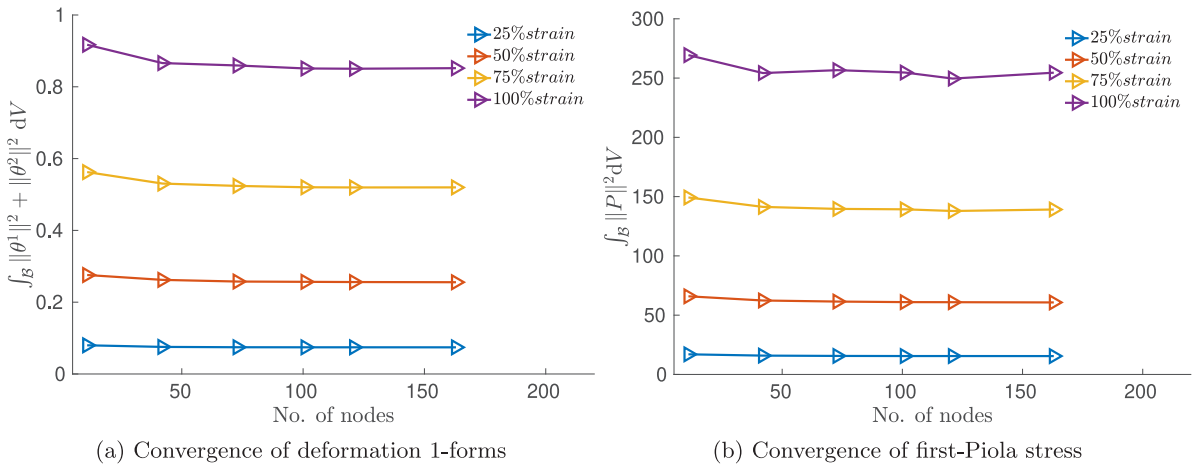 1
0.8
0.6
0.4
0.2
0
50
100
150
200
∫_B ||θ^1||^2 + ||θ^2||^2 dV
No. of nodes
25%strain
50%strain
75%strain
100%strain
(a) Convergence of deformation 1-forms
300
250
200
150
100
50
0
50
100
150
200
∫_B ||P||^2 dV
No. of nodes
25%strain
50%strain
75%strain
100%strain
(b) Convergence of first-Piola stress